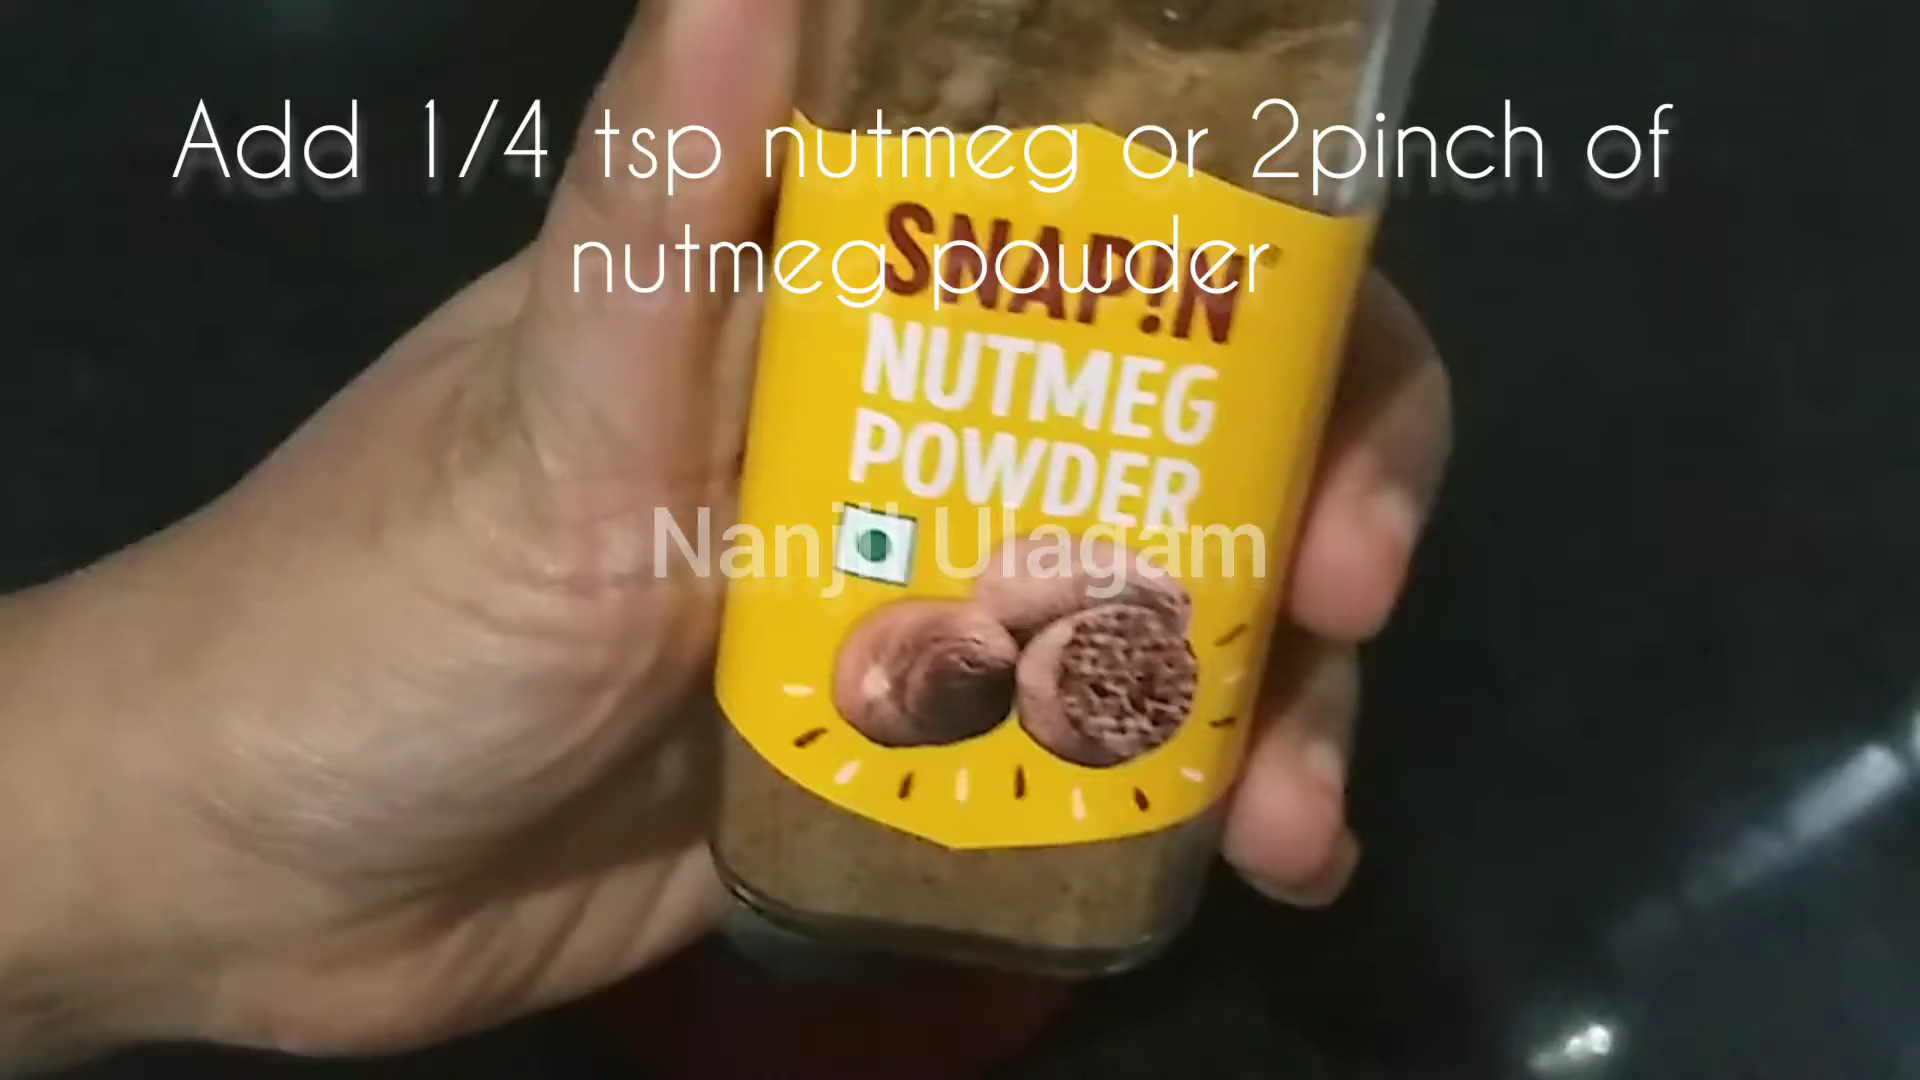 Add 1/4 tsp nutmeg or 2pinch of
nutmeg powder
SNAP!N
NUTMEG
POWDER
Nanjil Ulagam